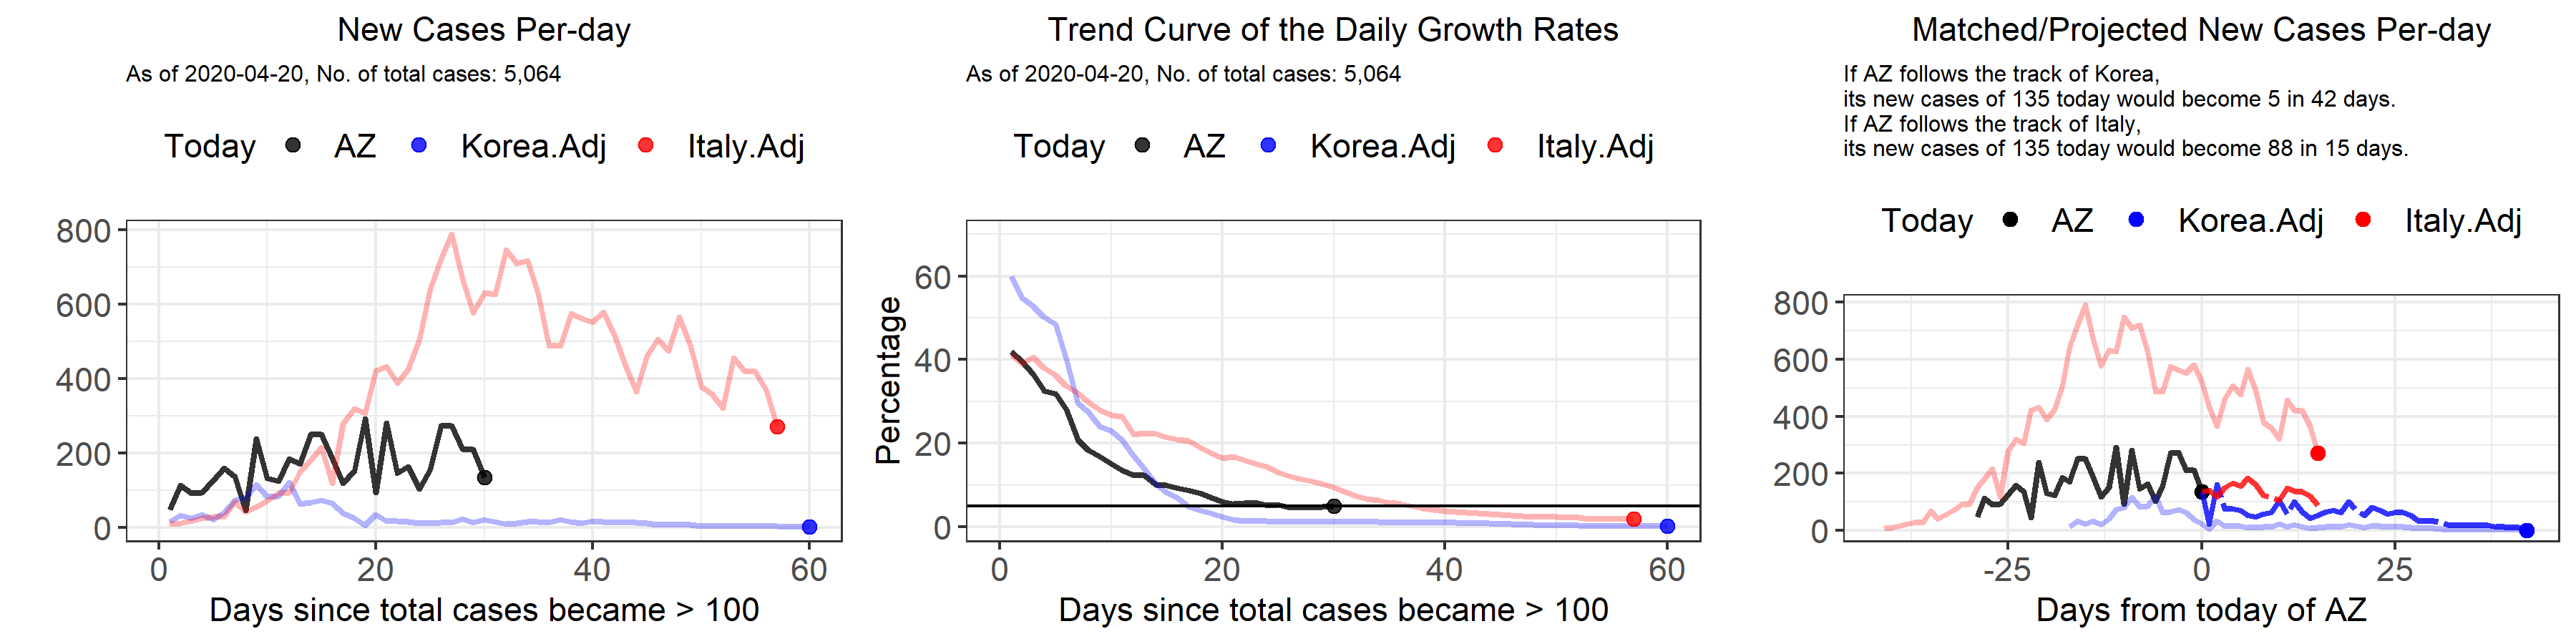 New Cases Per-day
As of 2020-04-20, No. of total cases: 5,064
Today AZ Korea.Adj Italy.Adj
800
600
400
200
0
0 20 40 60
Days since total cases became > 100
Trend Curve of the Daily Growth Rates
As of 2020-04-20, No. of total cases: 5,064
Today AZ Korea.Adj Italy.Adj
Percentage
60
40
20
0
0 20 40 60
Days since total cases became > 100
Matched/Projected New Cases Per-day
If AZ follows the track of Korea,
its new cases of 135 today would become 5 in 42 days.
If AZ follows the track of Italy,
its new cases of 135 today would become 88 in 15 days.
Today AZ Korea.Adj Italy.Adj
800
600
400
200
0
-25 0 25
Days from today of AZ